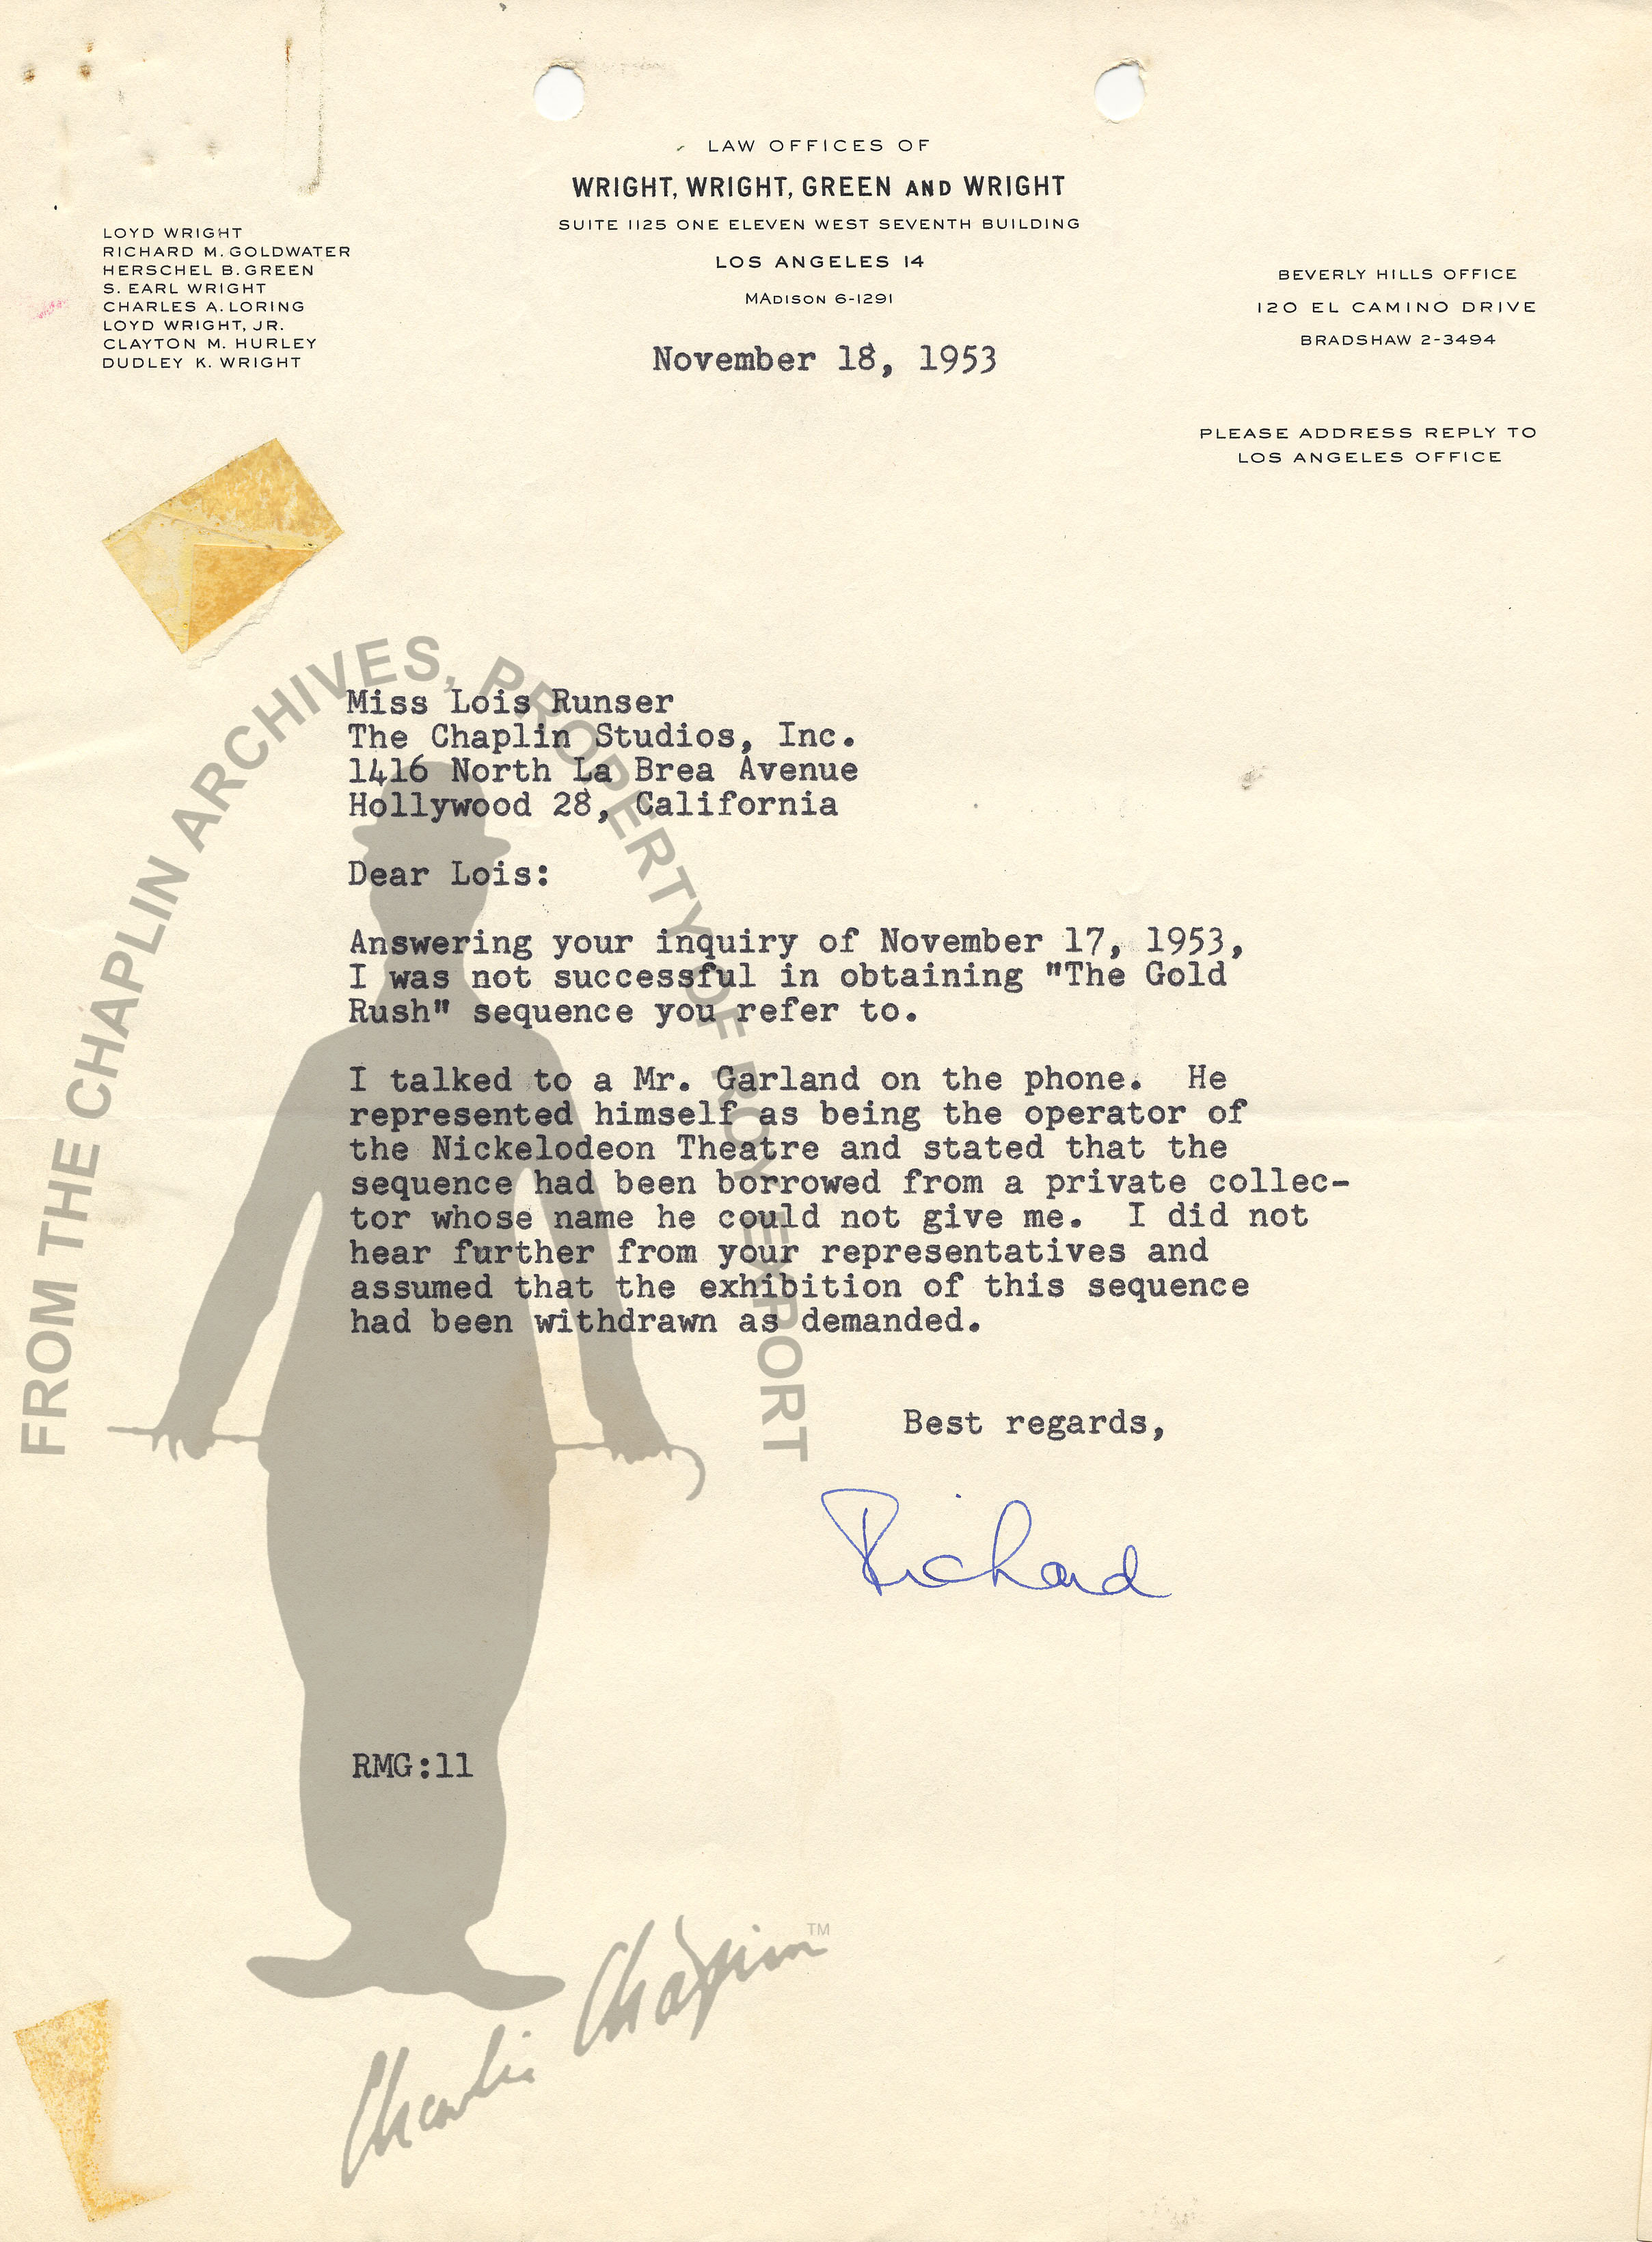 LAW OFFICES OF
WRIGHT, WRIGHT, GREEN AND WRIGHT
SUITE 1125 ONE ELEVEN WEST SEVENTH BUILDING
LOS ANGELES 14
MADISON 6-1291
LOYD WRIGHT
RICHARD M. GOLDWATER
HERSCHEL B. GREEN
S. EARL WRIGHT
CHARLES A. LORING
LOYD WRIGHT, JR.
CLAYTON M. HURLEY
DUDLEY K. WRIGHT
BEVERLY HILLS OFFICE
120 EL CAMINO DRIVE
BRADSHAW 2-3494
November 18, 1953
PLEASE ADDRESS REPLY TO
LOS ANGELES OFFICE
Miss Lois Runser
The Chaplin Studios, Inc.
1416 North La Brea Avenue
Hollywood 28, California
Dear Lois:
Answering your inquiry of November 17, 1953,
I was not successful in obtaining "The Gold
Rush" sequence you refer to.
I talked to a Mr. Garland on the phone. He
represented himself as being the operator of
the Nickelodeon Theatre and stated that the
sequence had been borrowed from a private collec-
tor whose name he could not give me. I did not
hear further from your representatives and
assumed that the exhibition of this sequence
had been withdrawn as demanded.
Best regards,
Richard
RMG:ll
FROM THE CHAPLIN ARCHIVES, PROPERTY OF ROY EXPORT
Charlie Chaplin TM